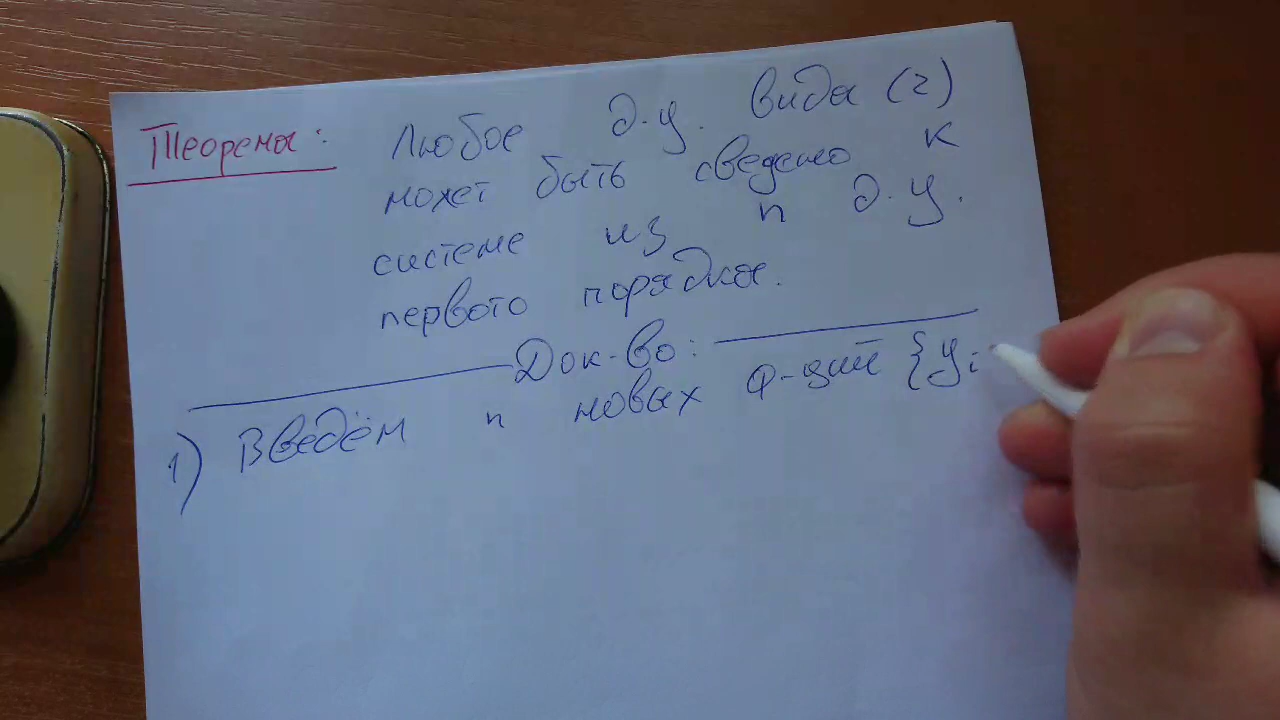 Теорема: Любое д.у. вида (2)
может быть сведено к
системе из n д.у.
первого порядка.
Док-во:
1) Введём n новых ф-ций {yi